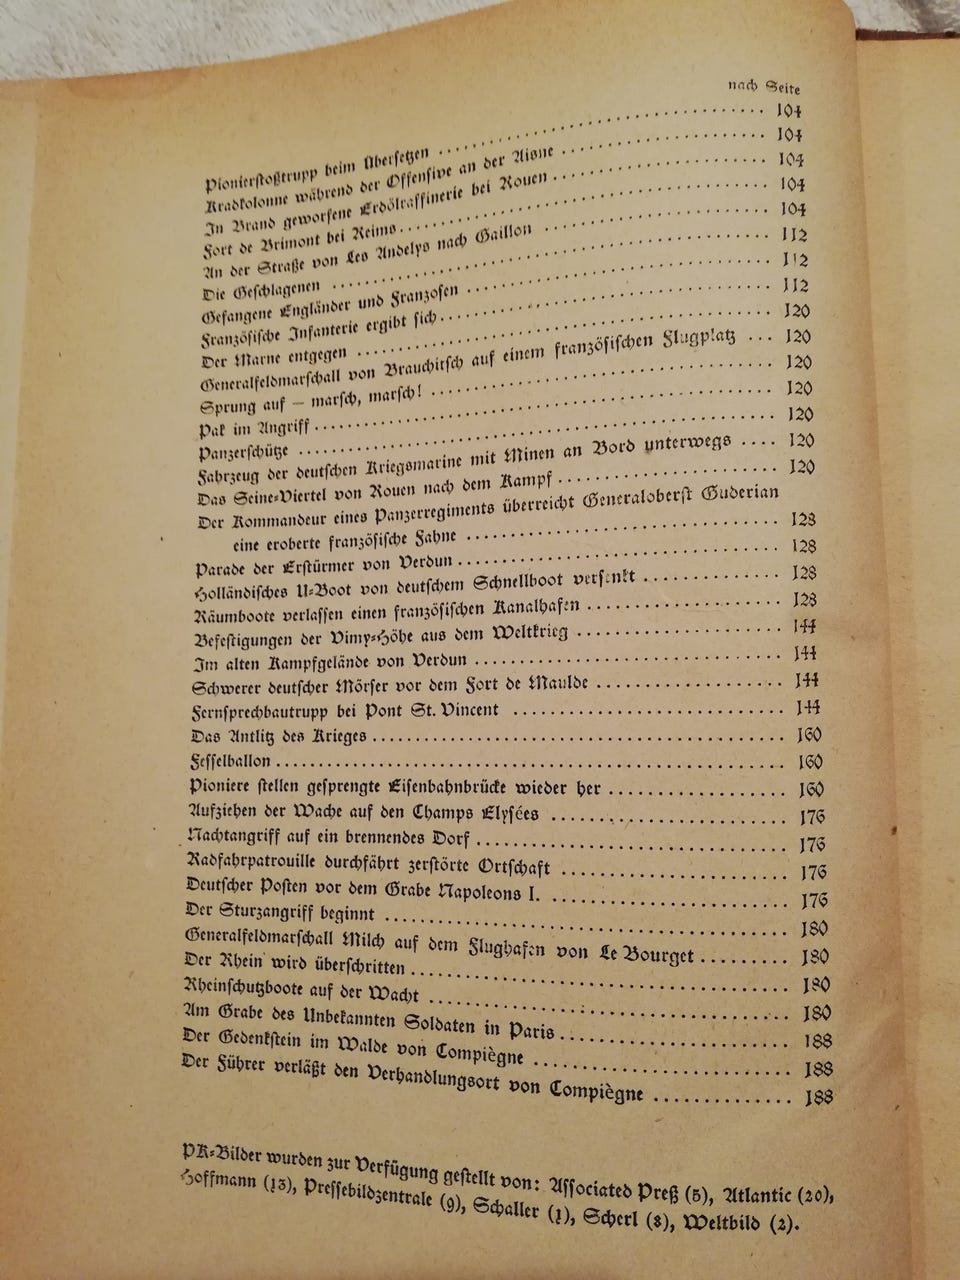 nach Seite
Pionierstoßtrupp beim Übersetzen ........ 104
Kradkolonne während der Offensive an der Aisne ........ 104
In Brand geworfene Erdölraffinerie bei Rouen ........ 104
Fort de Brimont bei Reims ........ 104
An der Straße von Les Andelys nach Gaillon ........ 104
Die Geschlagenen ........ 112
Gefangene Engländer und Franzosen ........ 112
Französische Infanterie ergibt sich ........ 112
Der Marne entgegen ........ 120
Generalfeldmarschall von Brauchitsch auf einem französischen Flugplatz ... 120
Sprung auf – marsch, marsch! ........ 120
Pak im Angriff ........ 120
Panzerschütze ........ 120
Fahrzeug der deutschen Kriegsmarine mit Minen an Bord unterwegs .... 120
Das Seine-Viertel von Rouen nach dem Kampf ........ 120
Der Kommandeur eines Panzerregiments überreicht Generaloberst Guderian
eine eroberte französische Fahne ........ 128
Parade der Erstürmer von Verdun ........ 128
Holländisches U-Boot von deutschem Schnellboot versenkt ........ 128
Räumboote verlassen einen französischen Kanalhafen ........ 128
Befestigungen der Vimy-Höhe aus dem Weltkrieg ........ 144
Im alten Kampfgelände von Verdun ........ 144
Schwerer deutscher Mörser vor dem Fort de Maulde ........ 144
Fernsprechbautrupp bei Pont St. Vincent ........ 144
Das Antlitz des Krieges ........ 160
Fesselballon ........ 160
Pioniere stellen gesprengte Eisenbahnbrücke wieder her ........ 160
Aufziehen der Wache auf den Champs Elysées ........ 176
Nachtangriff auf ein brennendes Dorf ........ 176
Radfahrpatrouille durchfährt zerstörte Ortschaft ........ 176
Deutscher Posten vor dem Grabe Napoleons I. ........ 176
Der Sturzangriff beginnt ........ 180
Generalfeldmarschall Milch auf dem Flughafen von Le Bourget ........ 180
Der Rhein wird überschritten ........ 180
Rheinschutzboote auf der Wacht ........ 180
Am Grabe des Unbekannten Soldaten in Paris ........ 188
Der Gedenkstein im Walde von Compiègne ........ 188
Der Führer verläßt den Verhandlungsort von Compiègne ........ 188
PK-Bilder wurden zur Verfügung gestellt von: Associated Preß (5), Atlantic (20),
Hoffmann (13), Pressebildzentrale (9), Schaller (1), Scherl (8), Weltbild (2).